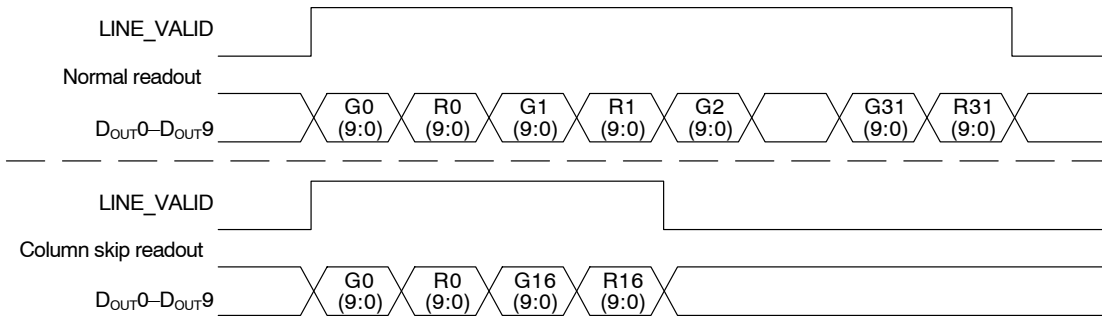 LINE_VALID
Normal readout
G0 R0 G1 R1 G2 G31 R31
(9:0) (9:0) (9:0) (9:0) (9:0) (9:0) (9:0)
DOUT0–DOUT9
LINE_VALID
Column skip readout
G0 R0 G16 R16
(9:0) (9:0) (9:0) (9:0)
DOUT0–DOUT9